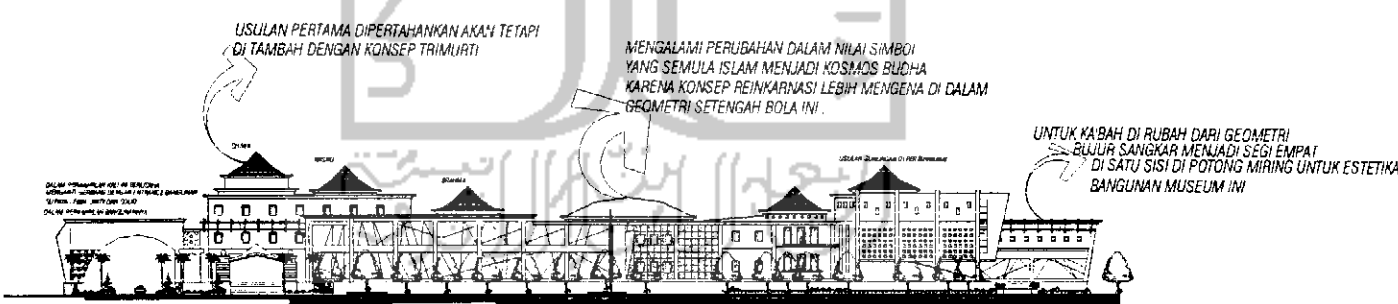 USULAN PERTAMA DIPERTAHANKAN AKAN TETAPI
DI TAMBAH DENGAN KONSEP TRIMURTI
MENGALAMI PERUBAHAN DALAM NILAI SIMBOL
YANG SEMULA ISLAM MENJADI KOSMOS BUDHA
KARENA KONSEP REINKARNASI LEBIH MENGENA DI DALAM
GEOMETRI SETENGAH BOLA INI .
UNTUK KA'BAH DI RUBAH DARI GEOMETRI
BUJUR SANGKAR MENJADI SEGI EMPAT
DI SATU SISI DI POTONG MIRING UNTUK ESTETIKA
BANGUNAN MUSEUM INI
WISNU
BRAHMA